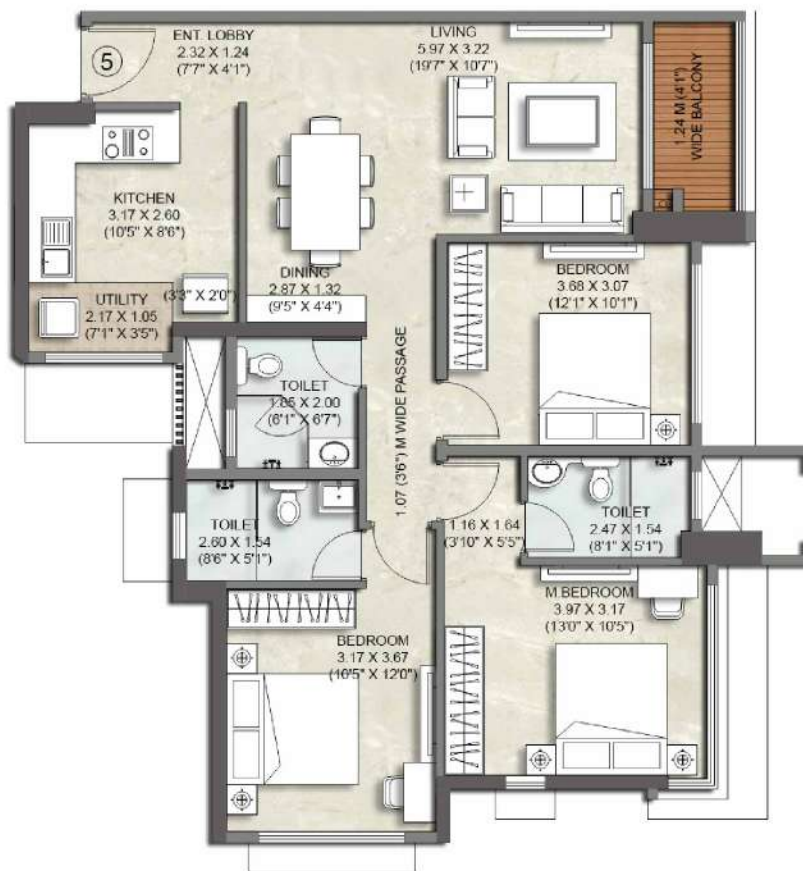 ENT. LOBBY
2.32 X 1.24
(7'7" X 4'1")
5
LIVING
5.97 X 3.22
(19'7" X 10'7")
1.24 M (4'1")
WIDE BALCONY
KITCHEN
3.17 X 2.60
(10'5" X 8'6")
DINING
2.87 X 1.32
(9'5" X 4'4")
BEDROOM
3.68 X 3.07
(12'1" X 10'1")
UTILITY
2.17 X 1.05
(7'1" X 3'5")
(3'3" X 2'0")
TOILET
1.85 X 2.00
(6'1" X 6'7")
1.07 (3'6") M WIDE PASSAGE
TOILET
2.60 X 1.54
(8'6" X 5'1")
1.16 X 1.64
(3'10" X 5'5")
TOILET
2.47 X 1.54
(8'1" X 5'1")
BEDROOM
3.17 X 3.67
(10'5" X 12'0")
M.BEDROOM
3.97 X 3.17
(13'0" X 10'5")